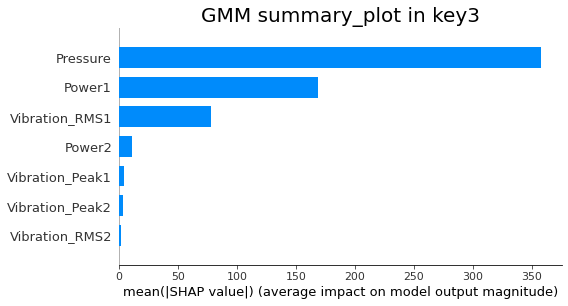 GMM summary_plot in key3
Pressure
Power1
Vibration_RMS1
Power2
Vibration_Peak1
Vibration_Peak2
Vibration_RMS2
0 50 100 150 200 250 300 350
mean(|SHAP value|) (average impact on model output magnitude)